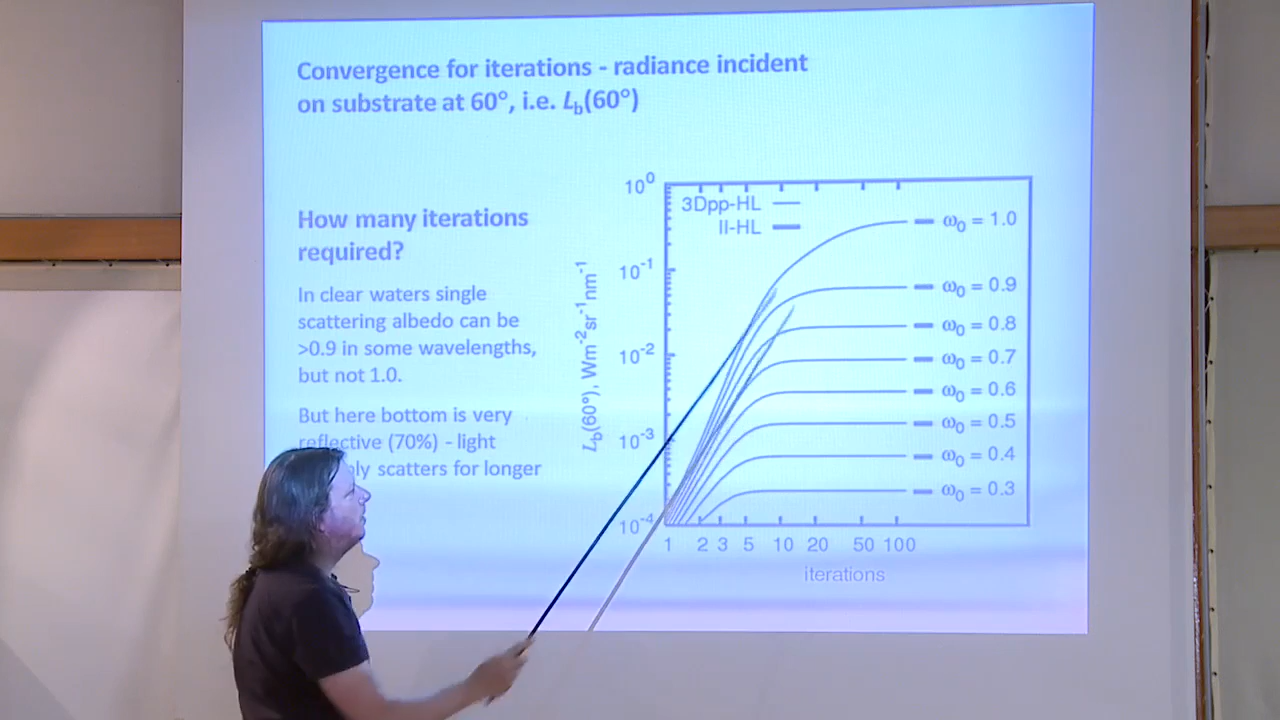 Convergence for iterations - radiance incident
on substrate at 60°, i.e. Lb(60°)
How many iterations
required?
In clear waters single
scattering albedo can be
>0.9 in some wavelengths,
but not 1.0.
But here bottom is very
reflective (70%) - light
scatters for longer
3Dpp-HL
II-HL
Lb(60°), Wm-2sr-1nm-1
10^0
10^-1
10^-2
10^-3
10^-4
ω0 = 1.0
ω0 = 0.9
ω0 = 0.8
ω0 = 0.7
ω0 = 0.6
ω0 = 0.5
ω0 = 0.4
ω0 = 0.3
1 2 3 5 10 20 50 100
iterations